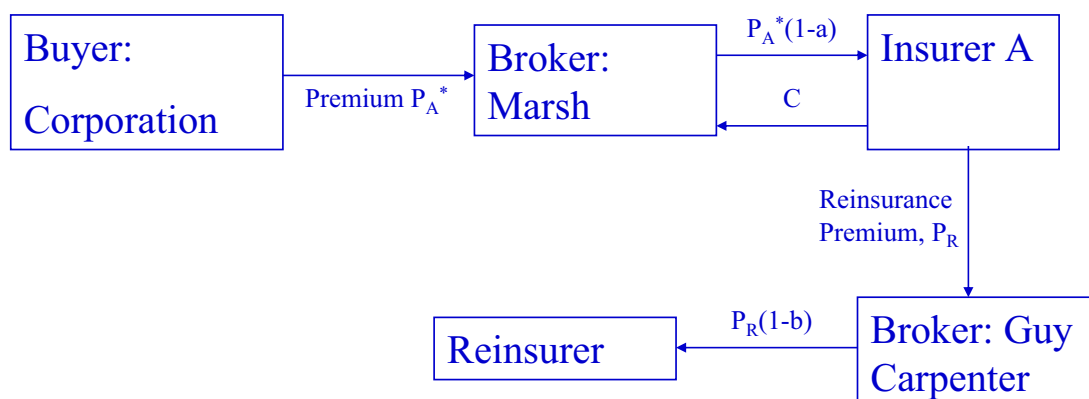 Buyer:
Corporation
Premium P_A^*
Broker:
Marsh
P_A^*(1-a)
C
Insurer A
Reinsurance
Premium, P_R
Broker: Guy
Carpenter
P_R(1-b)
Reinsurer